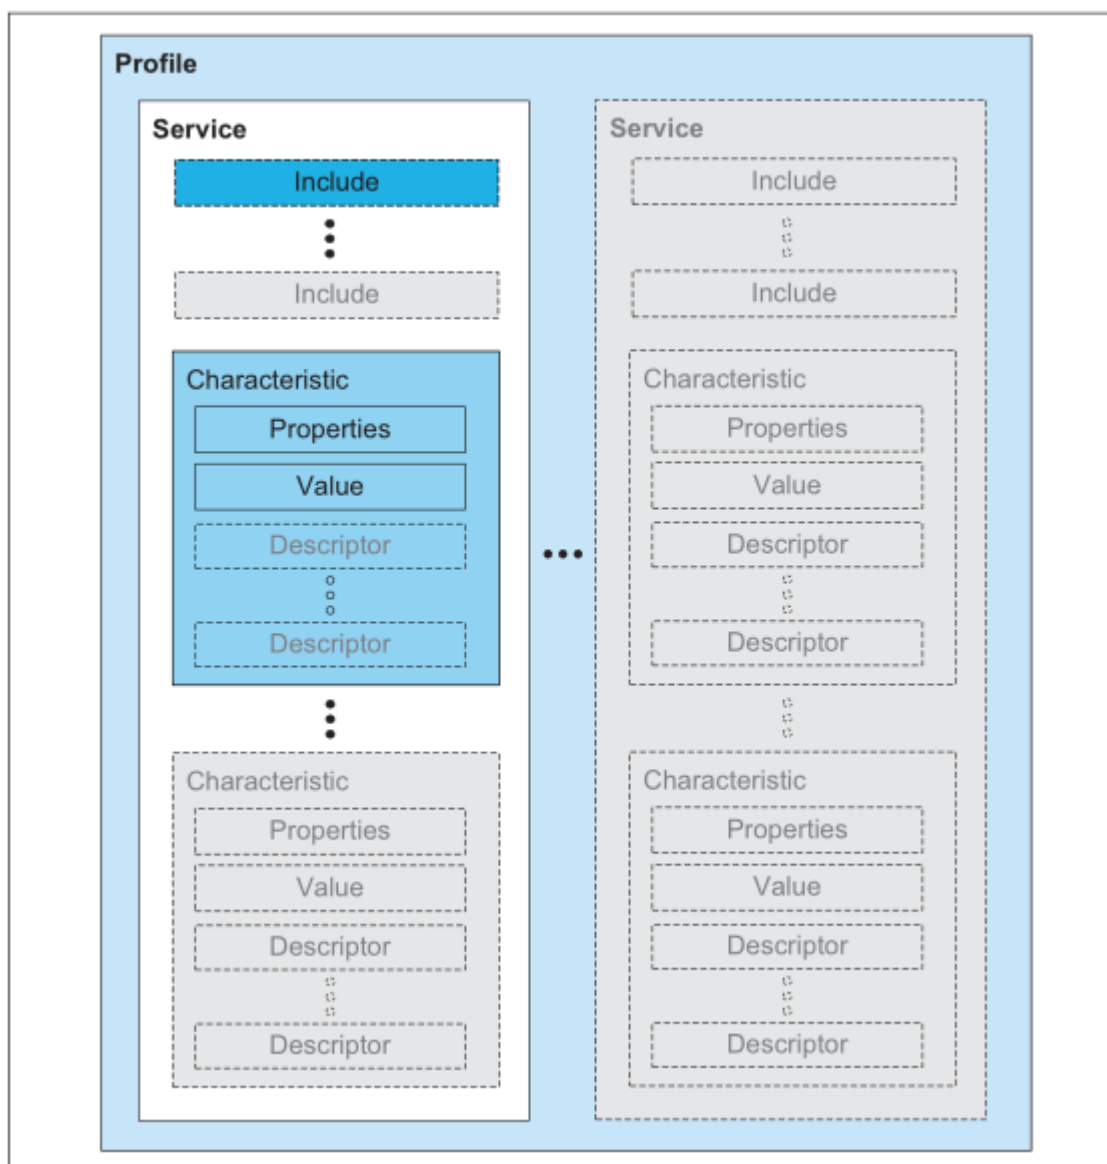 Profile
Service
Include
Include
Characteristic
Properties
Value
Descriptor
Descriptor
Characteristic
Properties
Value
Descriptor
Descriptor
Service
Include
Include
Characteristic
Properties
Value
Descriptor
Descriptor
Characteristic
Properties
Value
Descriptor
Descriptor